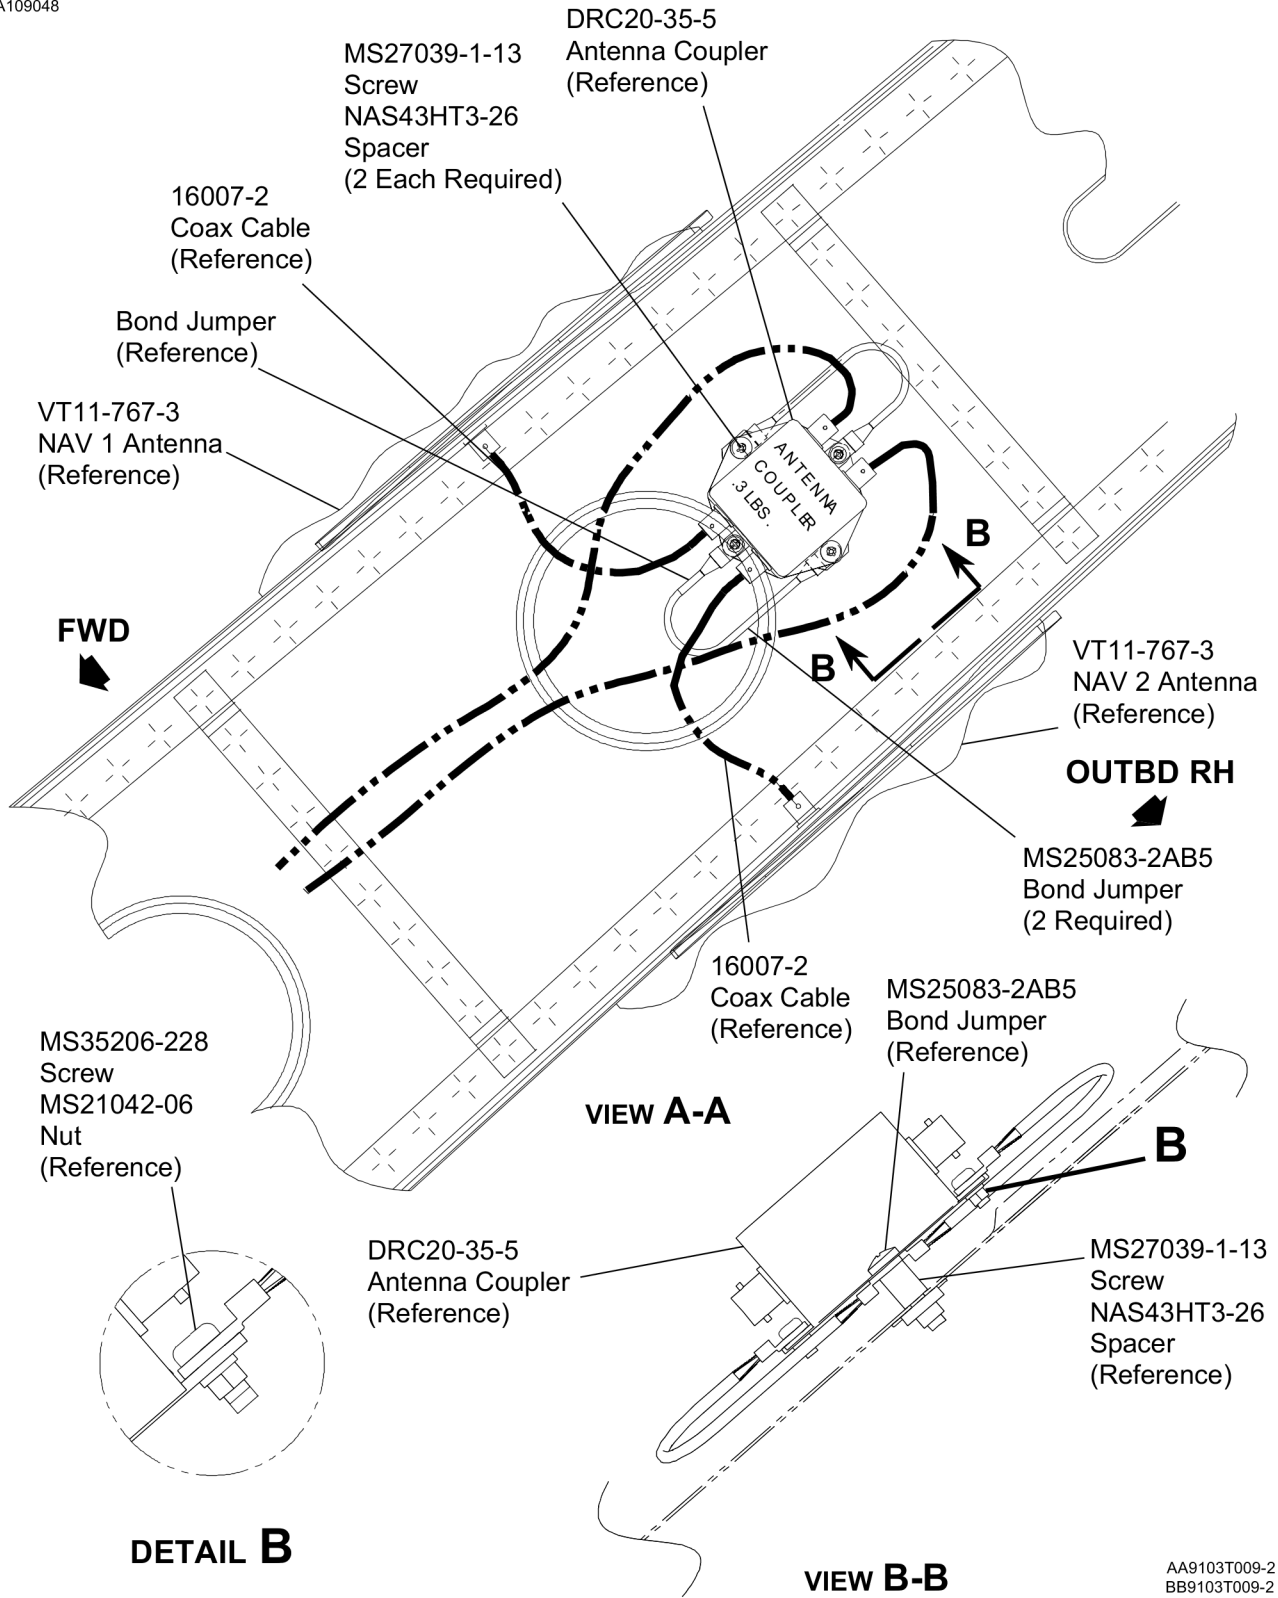 A109048
DRC20-35-5
Antenna Coupler
(Reference)
MS27039-1-13
Screw
NAS43HT3-26
Spacer
(2 Each Required)
16007-2
Coax Cable
(Reference)
Bond Jumper
(Reference)
VT11-767-3
NAV 1 Antenna
(Reference)
ANTENNA
COUPLER
.3 LBS.
B
B
FWD
VT11-767-3
NAV 2 Antenna
(Reference)
OUTBD RH
MS25083-2AB5
Bond Jumper
(2 Required)
16007-2
Coax Cable
(Reference)
MS25083-2AB5
Bond Jumper
(Reference)
MS35206-228
Screw
MS21042-06
Nut
(Reference)
VIEW A-A
B
DRC20-35-5
Antenna Coupler
(Reference)
MS27039-1-13
Screw
NAS43HT3-26
Spacer
(Reference)
DETAIL B
VIEW B-B
AA9103T009-2
BB9103T009-2